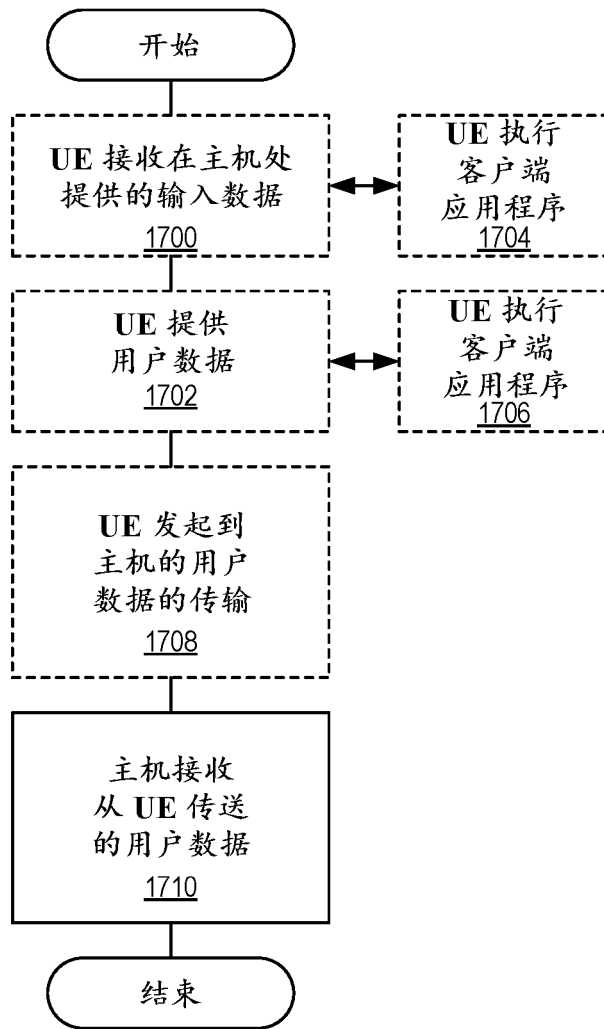 开始
UE 接收在主机处
提供的输入数据
1700
UE 执行
客户端
应用程序
1704
UE 提供
用户数据
1702
UE 执行
客户端
应用程序
1706
UE 发起到
主机的用户
数据的传输
1708
主机接收
从 UE 传送
的用户数据
1710
结束